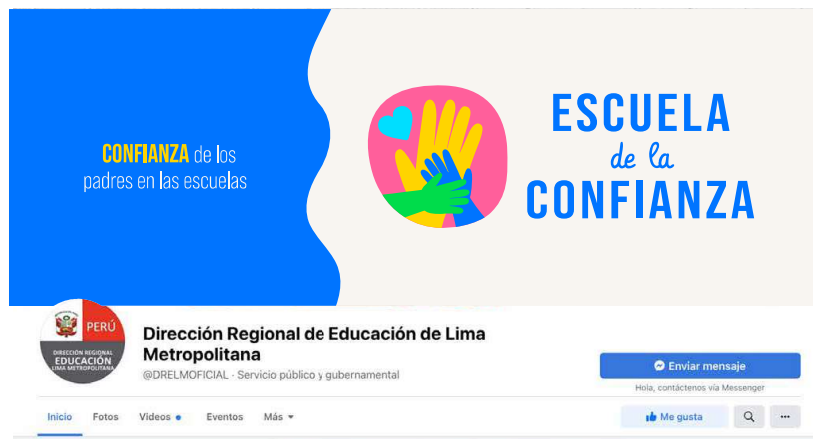 CONFIANZA de los
padres en las escuelas
ESCUELA
de la
CONFIANZA
PERÚ
DIRECCIÓN REGIONAL
EDUCACIÓN
LIMA METROPOLITANA
Dirección Regional de Educación de Lima
Metropolitana
@DRELMOFICIAL · Servicio público y gubernamental
Enviar mensaje
Hola, contáctenos vía Messenger
Inicio Fotos Videos Eventos Más
Me gusta